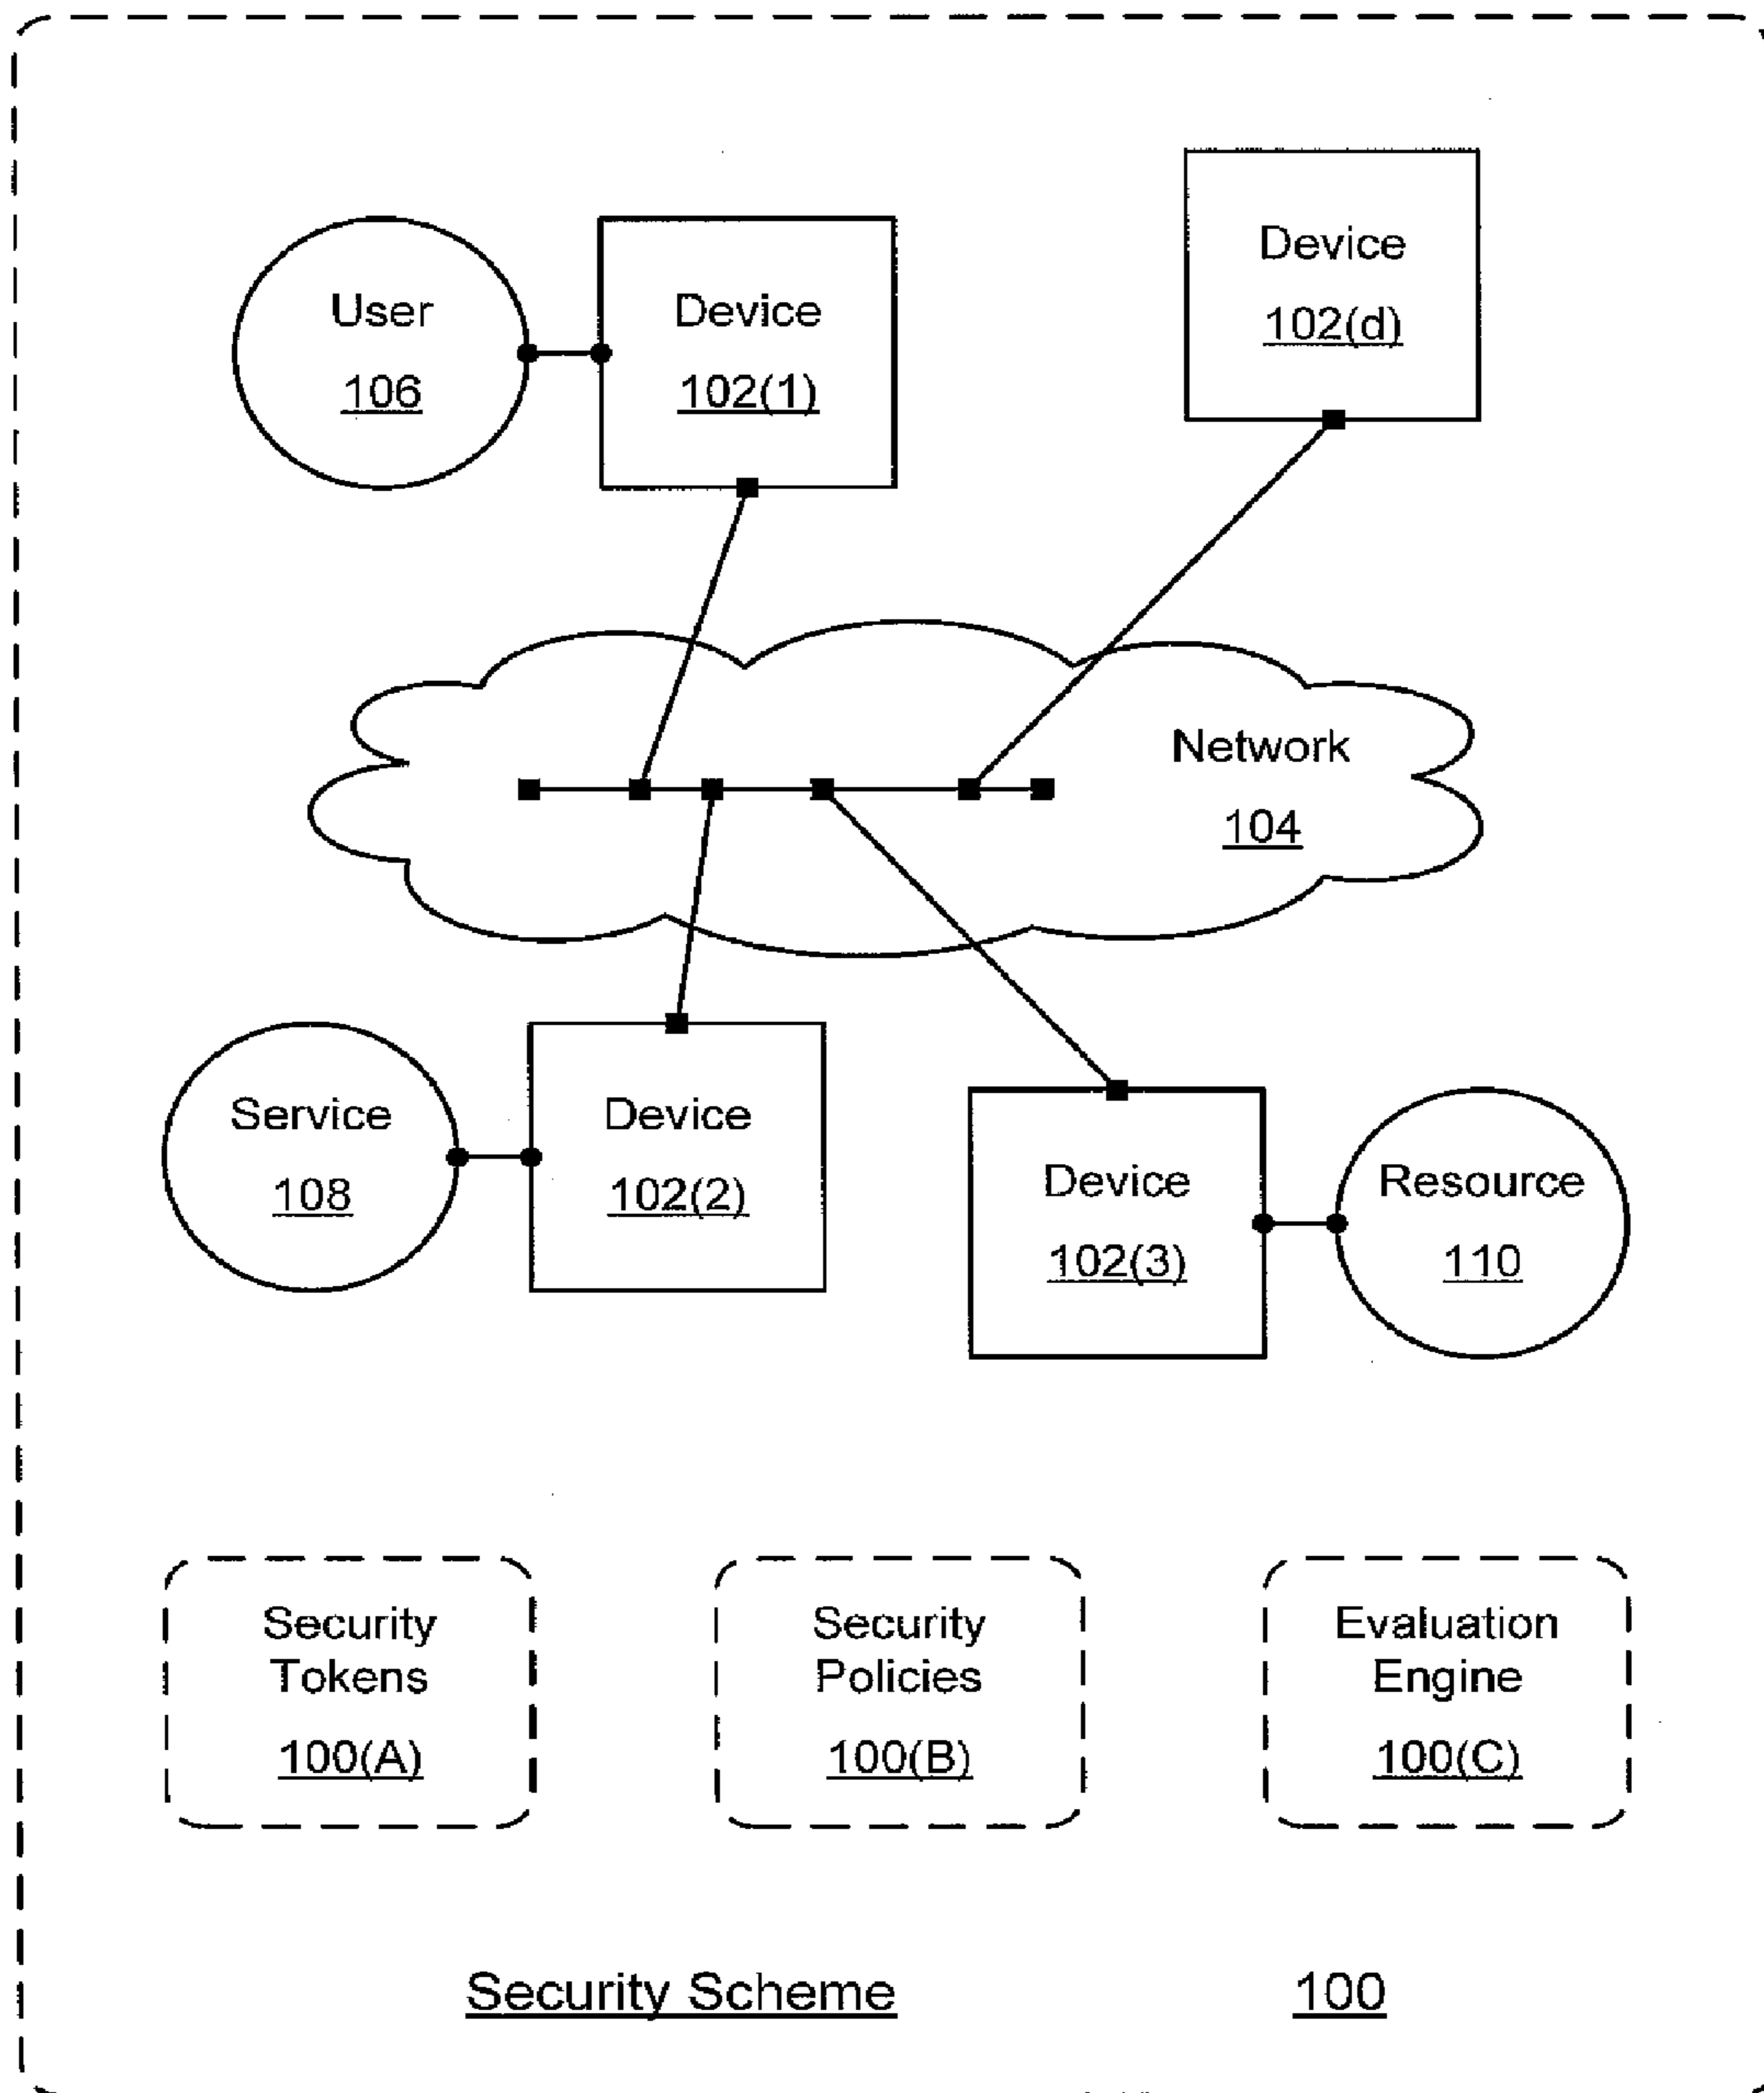 User
106
Device
102(1)
Device
102(d)
Network
104
Service
108
Device
102(2)
Device
102(3)
Resource
110
Security
Tokens
100(A)
Security
Policies
100(B)
Evaluation
Engine
100(C)
Security Scheme
100